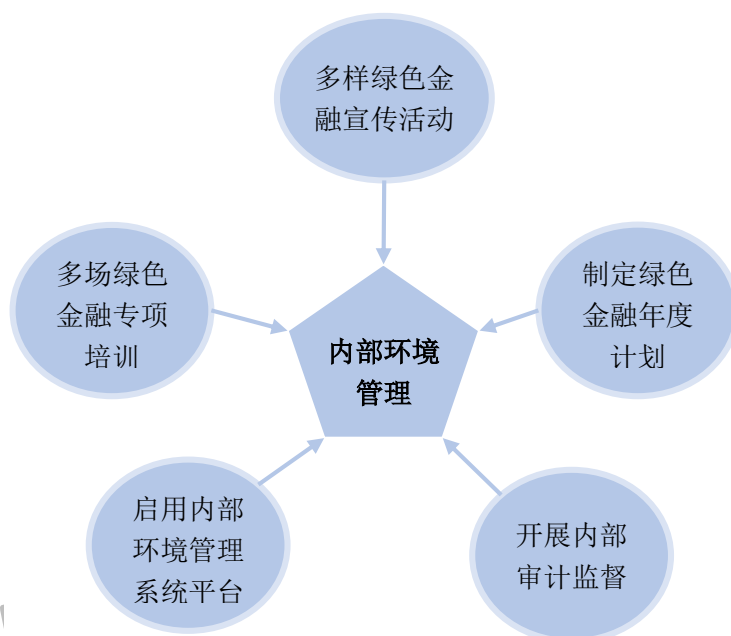 多样绿色金
融宣传活动
多场绿色
金融专项
培训
制定绿色
金融年度
计划
内部环境
管理
启用内部
环境管理
系统平台
开展内部
审计监督